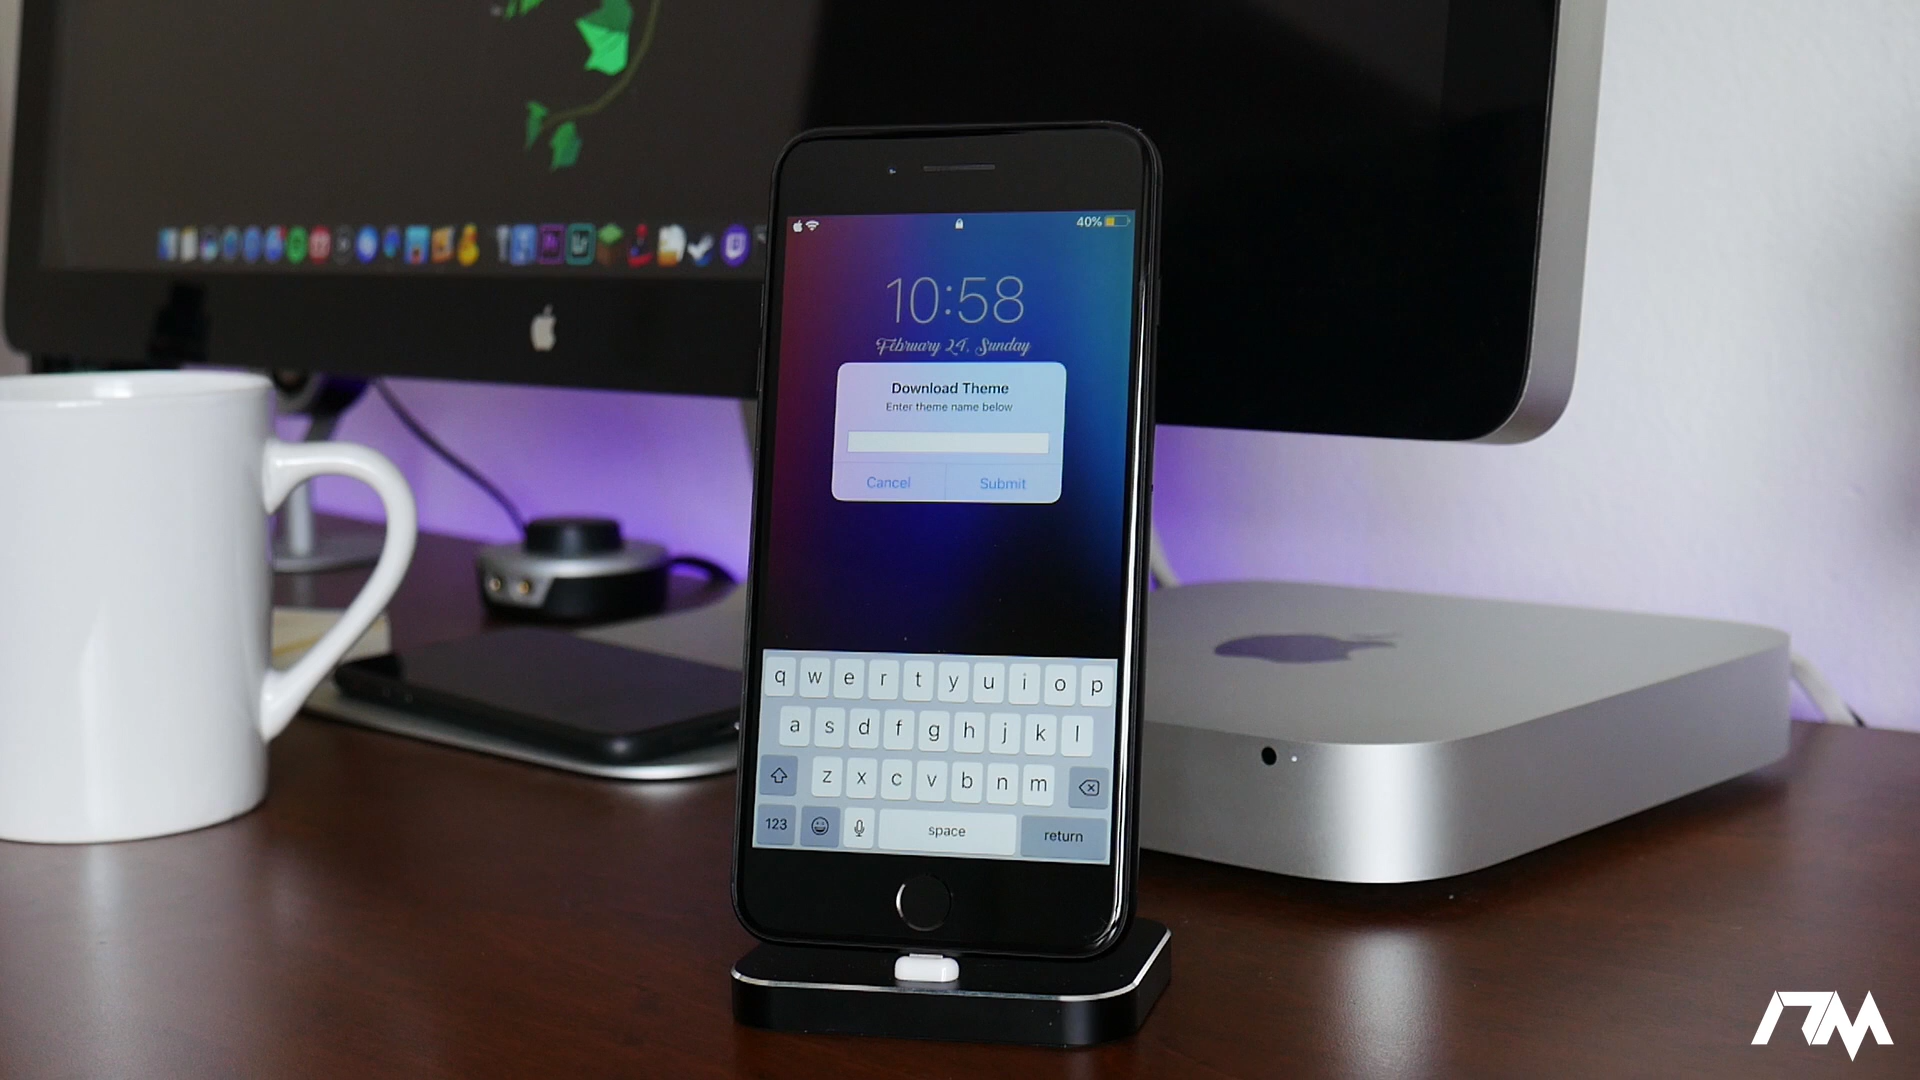 40%
10:58
February 24, Sunday
Download Theme
Enter theme name below
Cancel Submit
q w e r t y u i o p
a s d f g h j k l
z x c v b n m
123 space return